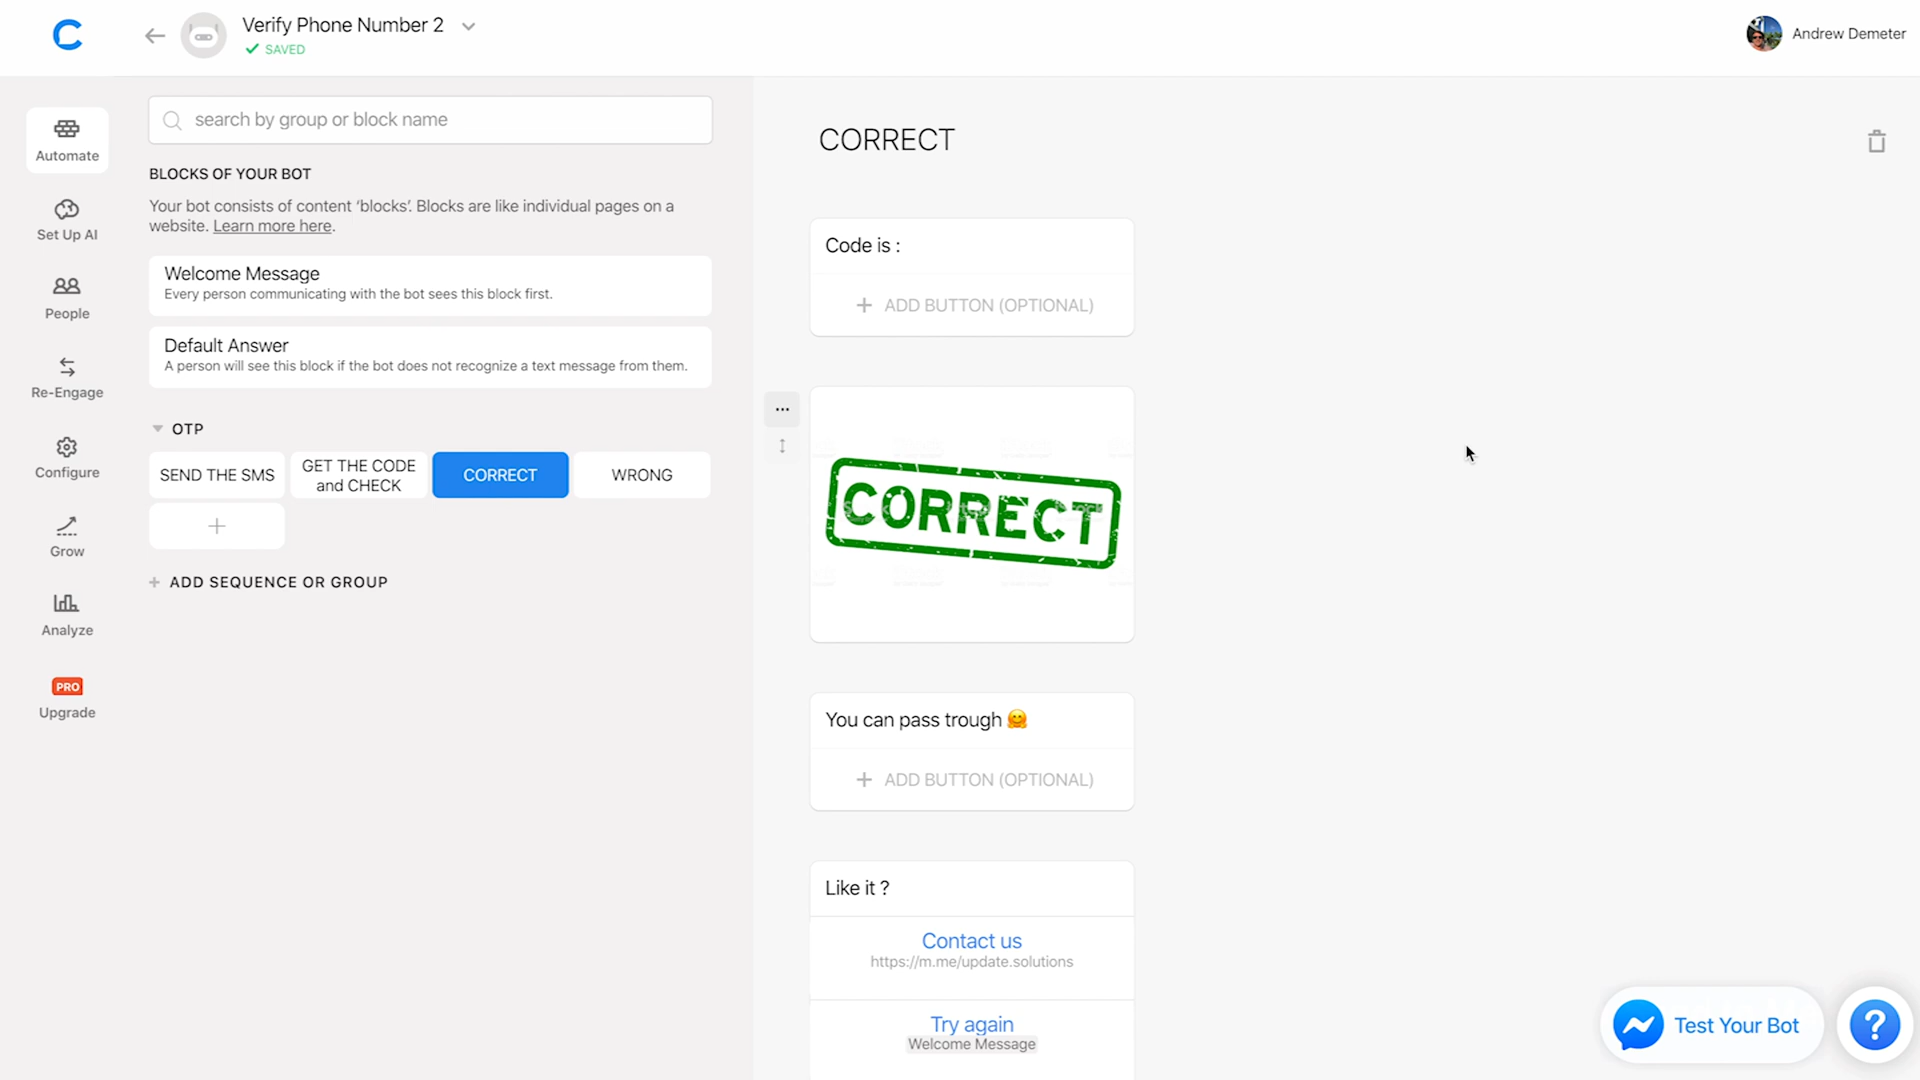 Verify Phone Number 2
SAVED
Andrew Demeter
Automate
Set Up AI
People
Re-Engage
Configure
Grow
Analyze
PRO
Upgrade
search by group or block name
BLOCKS OF YOUR BOT
Your bot consists of content ‘blocks’. Blocks are like individual pages on a
website. Learn more here.
Welcome Message
Every person communicating with the bot sees this block first.
Default Answer
A person will see this block if the bot does not recognize a text message from them.
OTP
SEND THE SMS
GET THE CODE
and CHECK
CORRECT
WRONG
+ ADD SEQUENCE OR GROUP
CORRECT
Code is :
+ ADD BUTTON (OPTIONAL)
CORRECT
You can pass trough 🤗
+ ADD BUTTON (OPTIONAL)
Like it ?
Contact us
https://m.me/update.solutions
Try again
Welcome Message
Test Your Bot
?